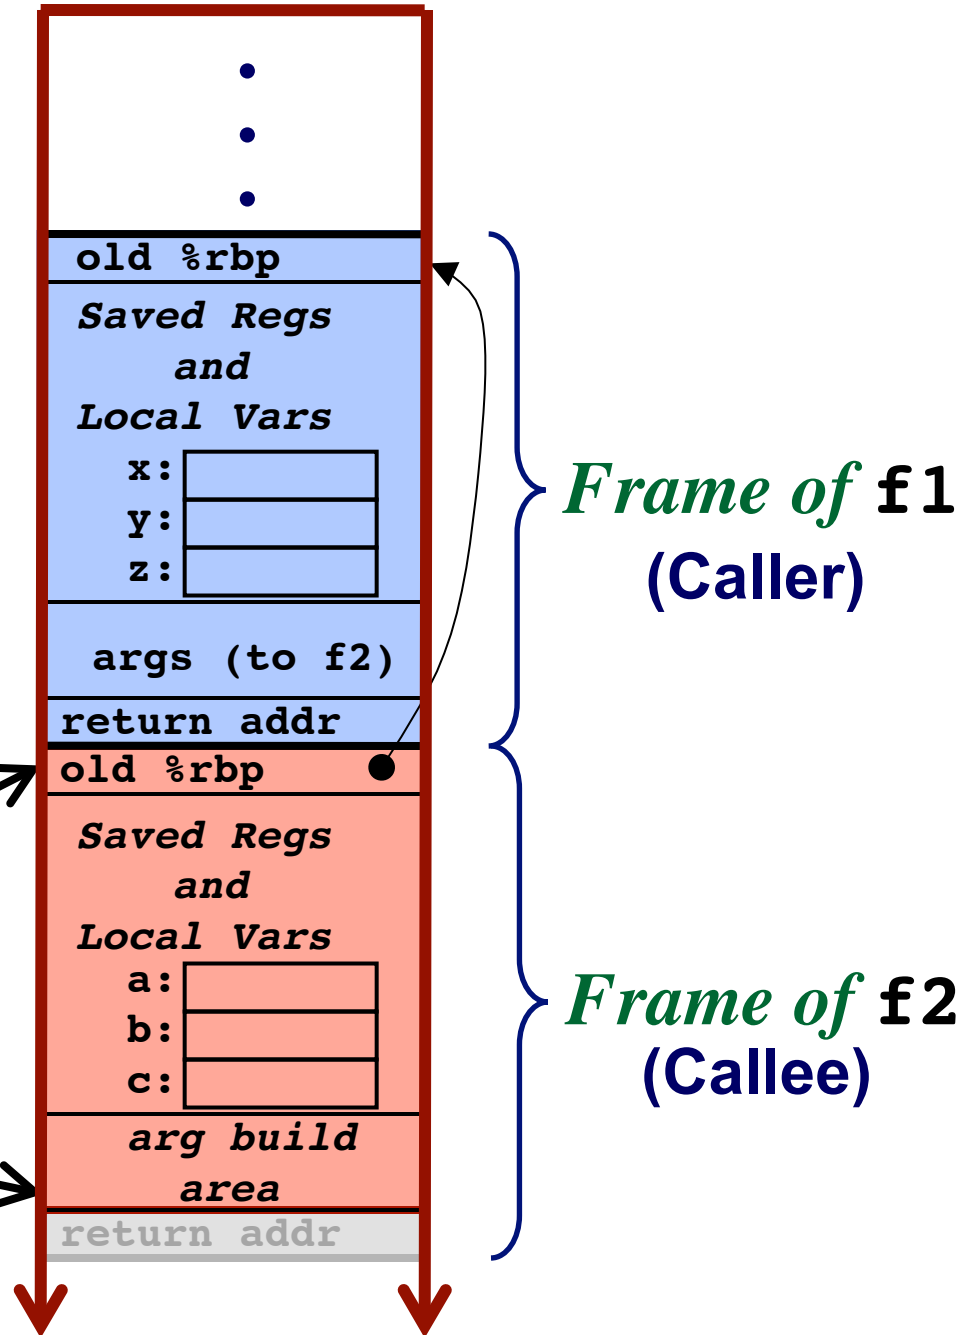 old %rbp
Saved Regs
and
Local Vars
x:
y:
z:
args (to f2)
return addr
Frame of f1
(Caller)
old %rbp
Saved Regs
and
Local Vars
a:
b:
c:
arg build
area
return addr
Frame of f2
(Callee)